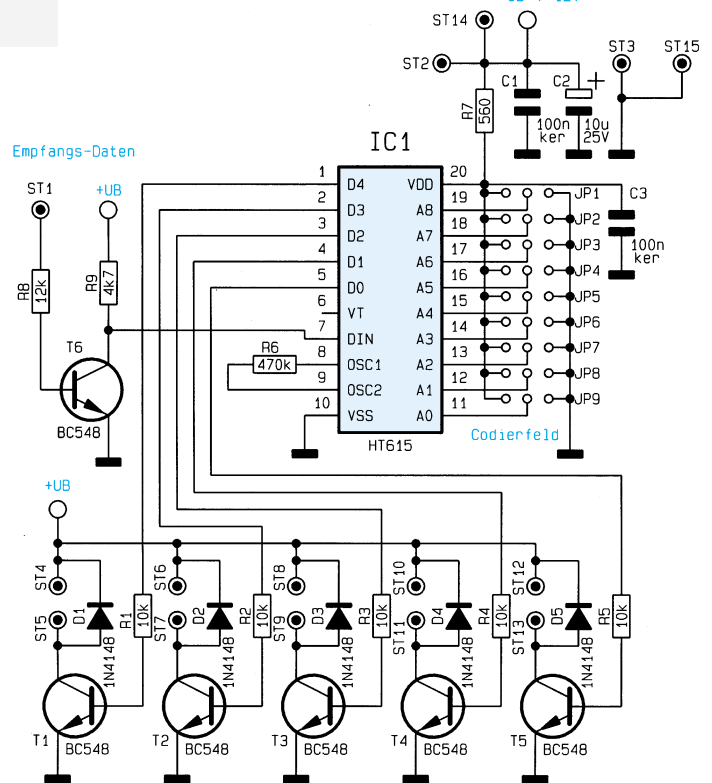 ST14
ST2
ST3
ST15
C1
C2
+
R7
560
100n
ker
10u
25V
IC1
Empfangs-Daten
ST1
+UB
R8
12k
R9
4k7
T6
BC548
1
2
3
4
5
6
7
8
9
10
D4
D3
D2
D1
D0
VT
DIN
OSC1
OSC2
VSS
VDD
A8
A7
A6
A5
A4
A3
A2
A1
A0
20
19
18
17
16
15
14
13
12
11
HT615
R6
470k
JP1
JP2
JP3
JP4
JP5
JP6
JP7
JP8
JP9
C3
100n
ker
Codierfeld
+UB
ST4
ST5
D1
1N4148
R1
10k
T1
BC548
ST6
ST7
D2
1N4148
R2
10k
T2
BC548
ST8
ST9
D3
1N4148
R3
10k
T3
BC548
ST10
ST11
D4
1N4148
R4
10k
T4
BC548
ST12
ST13
D5
1N4148
R5
10k
T5
BC548